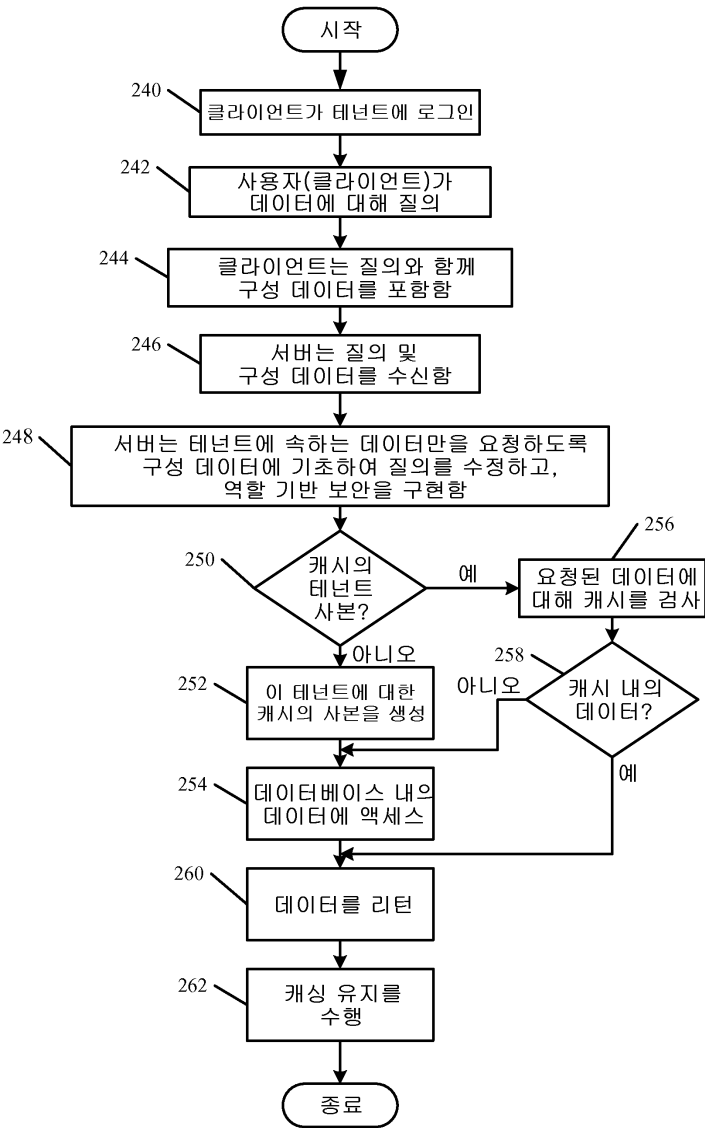 시작
240
클라이언트가 테넌트에 로그인
242
사용자(클라이언트)가
데이터에 대해 질의
244
클라이언트는 질의와 함께
구성 데이터를 포함함
246
서버는 질의 및
구성 데이터를 수신함
248
서버는 테넌트에 속하는 데이터만을 요청하도록
구성 데이터에 기초하여 질의를 수정하고,
역할 기반 보안을 구현함
250
캐시의
테넌트
사본?
예
256
요청된 데이터에
대해 캐시를 검사
아니오
252
이 테넌트에 대한
캐시의 사본을 생성
258
캐시 내의
데이터?
아니오
예
254
데이터베이스 내의
데이터에 액세스
260
데이터를 리턴
262
캐싱 유지를
수행
종료